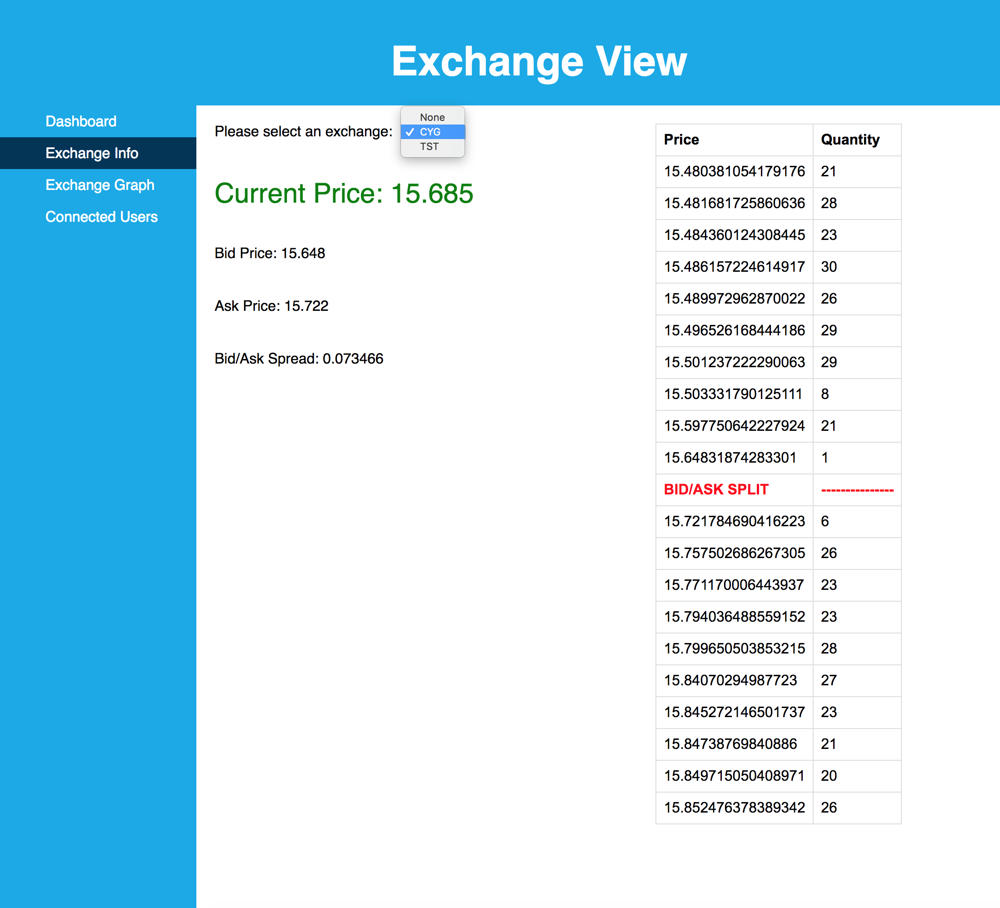 Exchange View
Dashboard
Exchange Info
Exchange Graph
Connected Users
Please select an exchange:
None
✓ CYG
TST
Current Price: 15.685
Bid Price: 15.648
Ask Price: 15.722
Bid/Ask Spread: 0.073466
Price Quantity
15.480381054179176 21
15.481681725860636 28
15.484360124308445 23
15.486157224614917 30
15.489972962870022 26
15.496526168444186 29
15.501237222290063 29
15.503331790125111 8
15.597750642227924 21
15.64831874283301 1
BID/ASK SPLIT ---------------
15.721784690416223 6
15.757502686267305 26
15.771170006443937 23
15.794036488559152 23
15.799650503853215 28
15.84070294987723 27
15.845272146501737 23
15.84738769840886 21
15.849715050408971 20
15.852476378389342 26